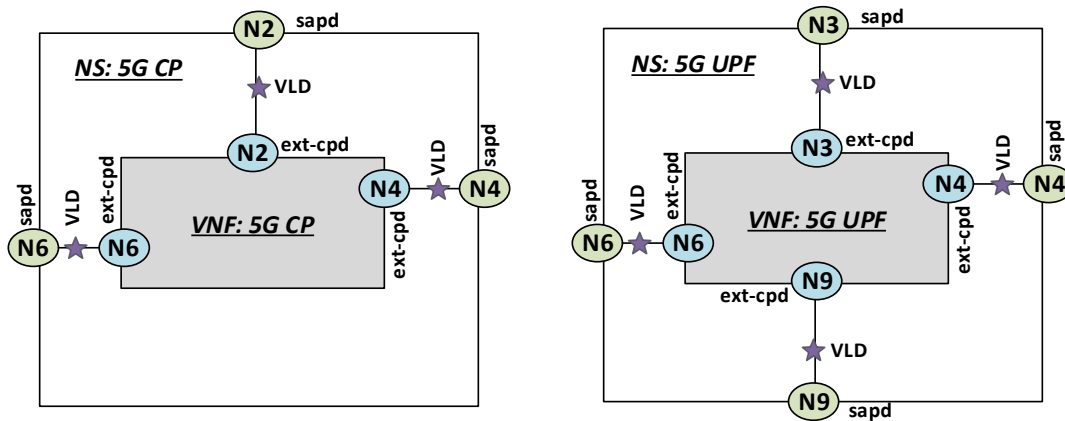 sapd
N2
NS: 5G CP
VLD
N2
ext-cpd
ext-cpd
VLD
sapd
N4
N4
VNF: 5G CP
sapd
VLD
N6
N6
ext-cpd
sapd
N3
NS: 5G UPF
VLD
N3
ext-cpd
ext-cpd
VLD
sapd
N4
N4
VNF: 5G UPF
sapd
VLD
N6
N6
ext-cpd
ext-cpd
N9
VLD
N9
sapd